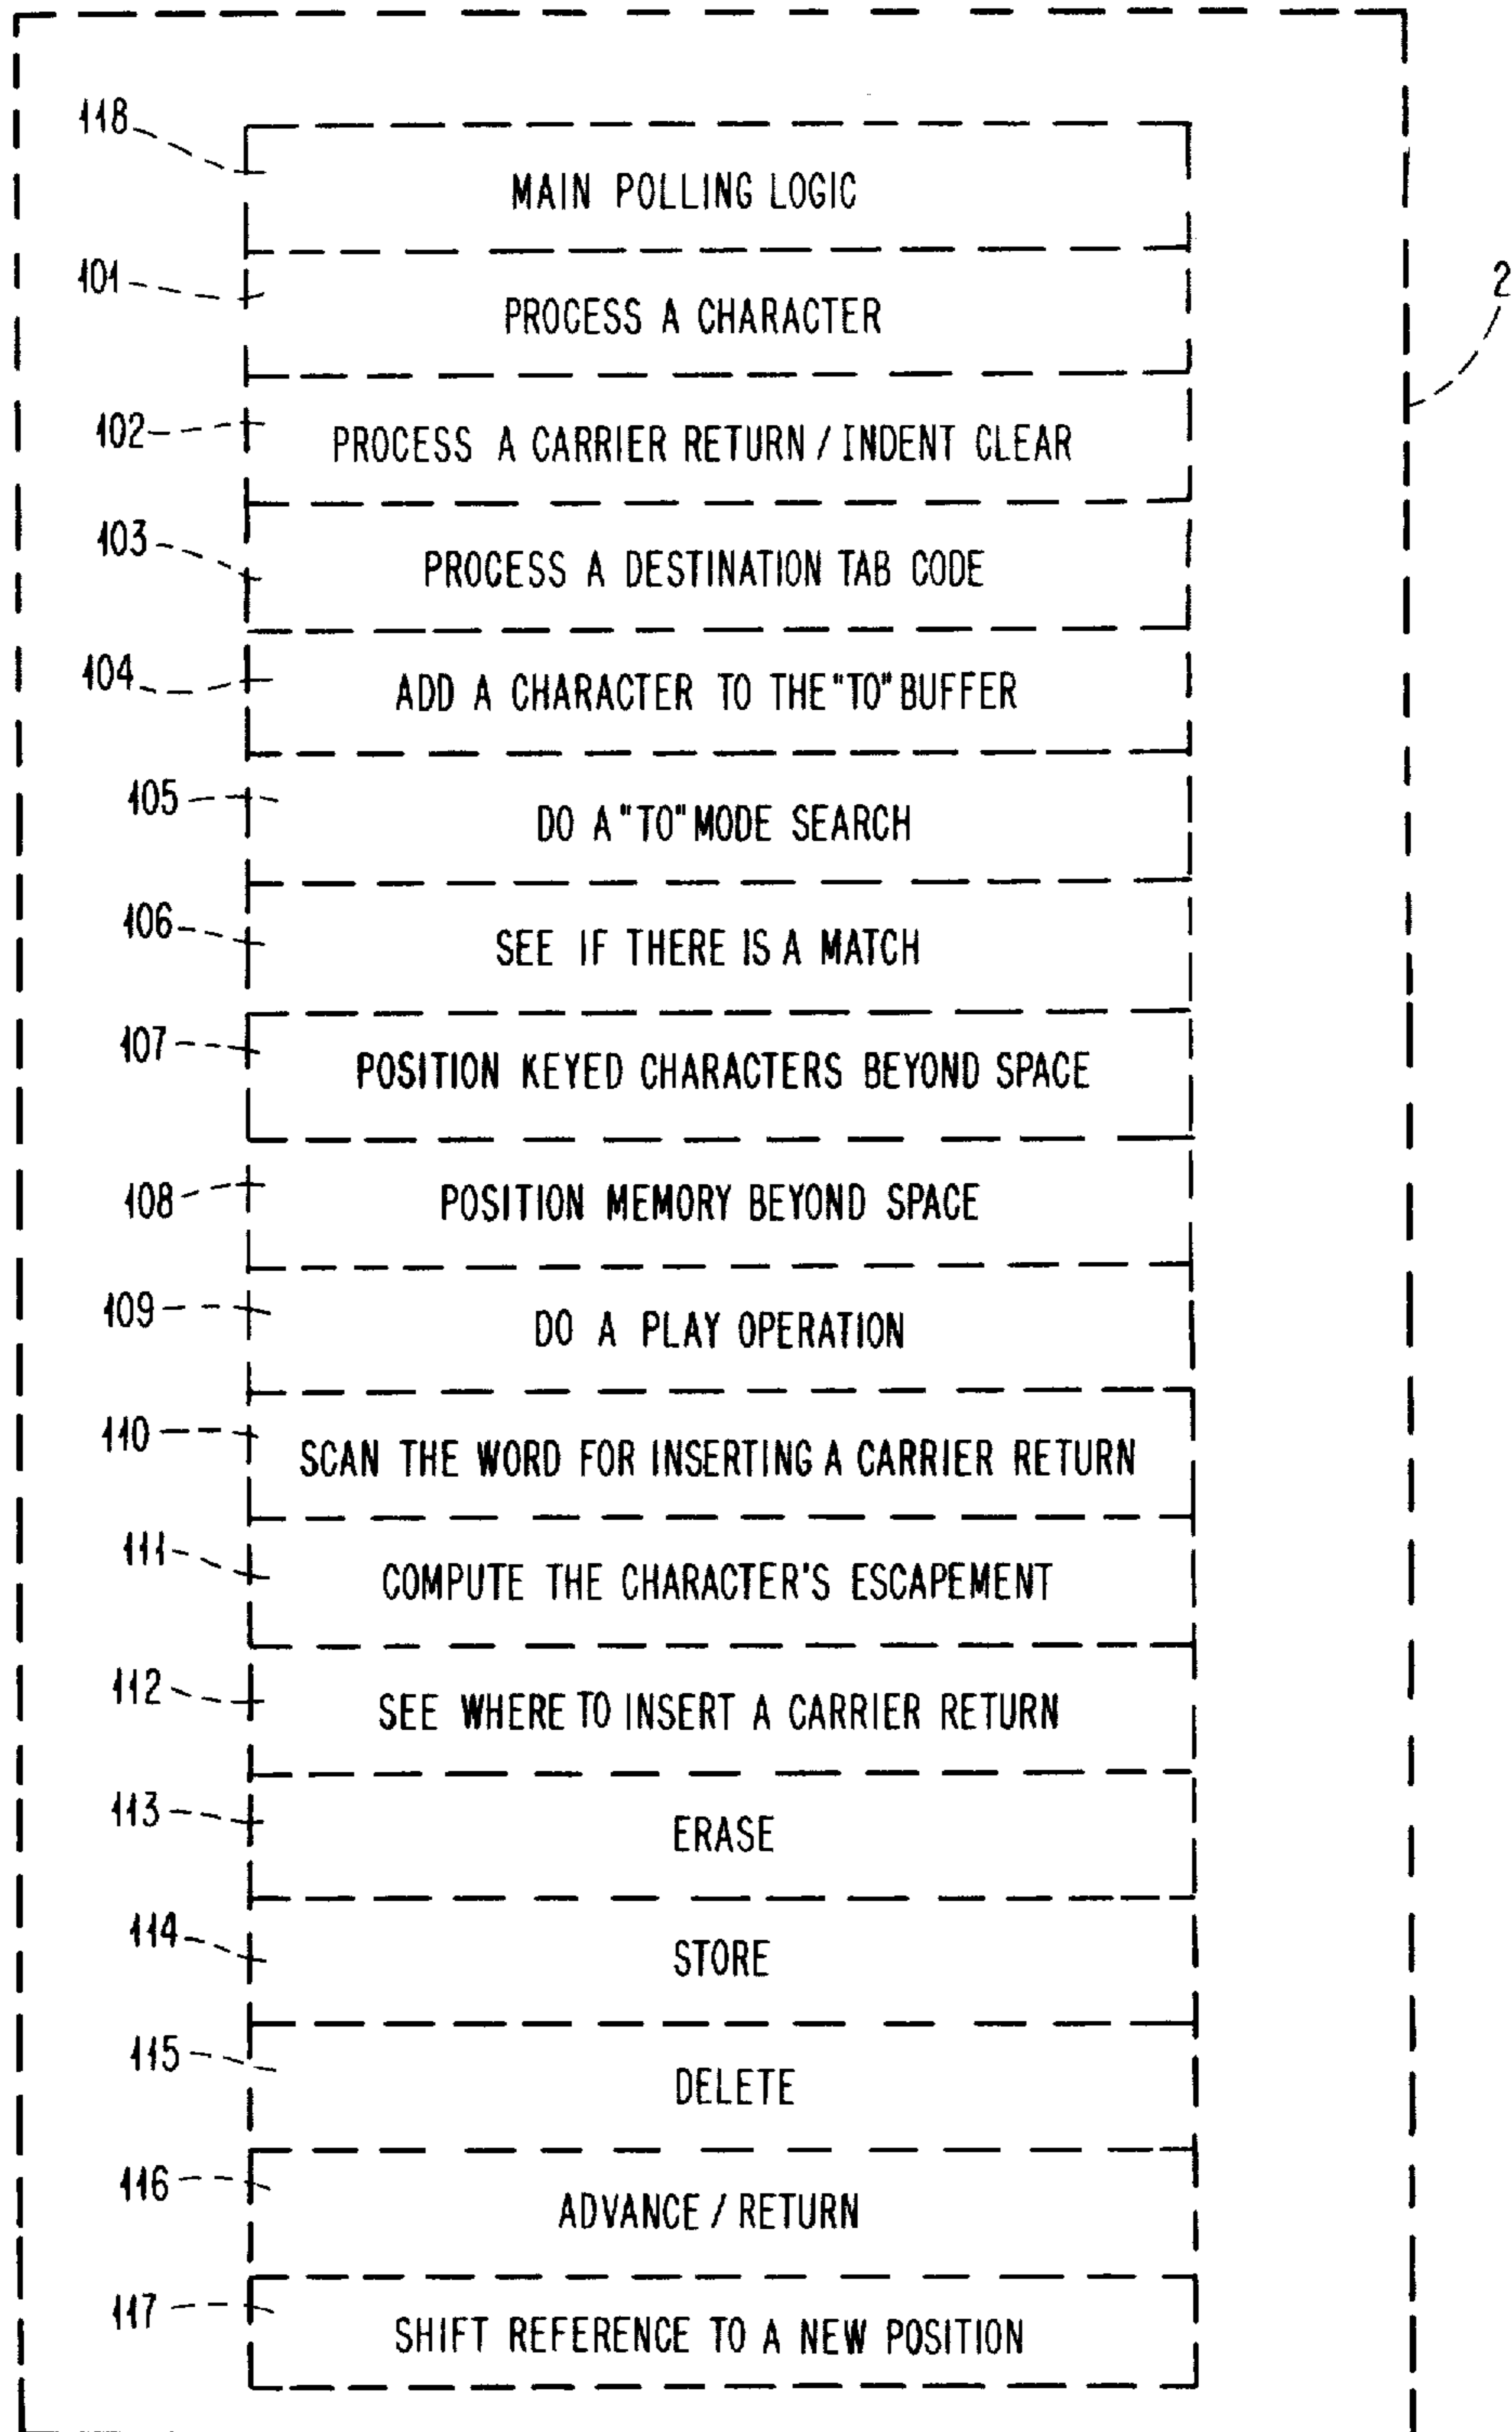 118 MAIN POLLING LOGIC
101 PROCESS A CHARACTER
2
102 PROCESS A CARRIER RETURN / INDENT CLEAR
103 PROCESS A DESTINATION TAB CODE
104 ADD A CHARACTER TO THE "TO" BUFFER
105 DO A "TO" MODE SEARCH
106 SEE IF THERE IS A MATCH
107 POSITION KEYED CHARACTERS BEYOND SPACE
108 POSITION MEMORY BEYOND SPACE
109 DO A PLAY OPERATION
110 SCAN THE WORD FOR INSERTING A CARRIER RETURN
111 COMPUTE THE CHARACTER'S ESCAPEMENT
112 SEE WHERE TO INSERT A CARRIER RETURN
113 ERASE
114 STORE
115 DELETE
116 ADVANCE / RETURN
117 SHIFT REFERENCE TO A NEW POSITION